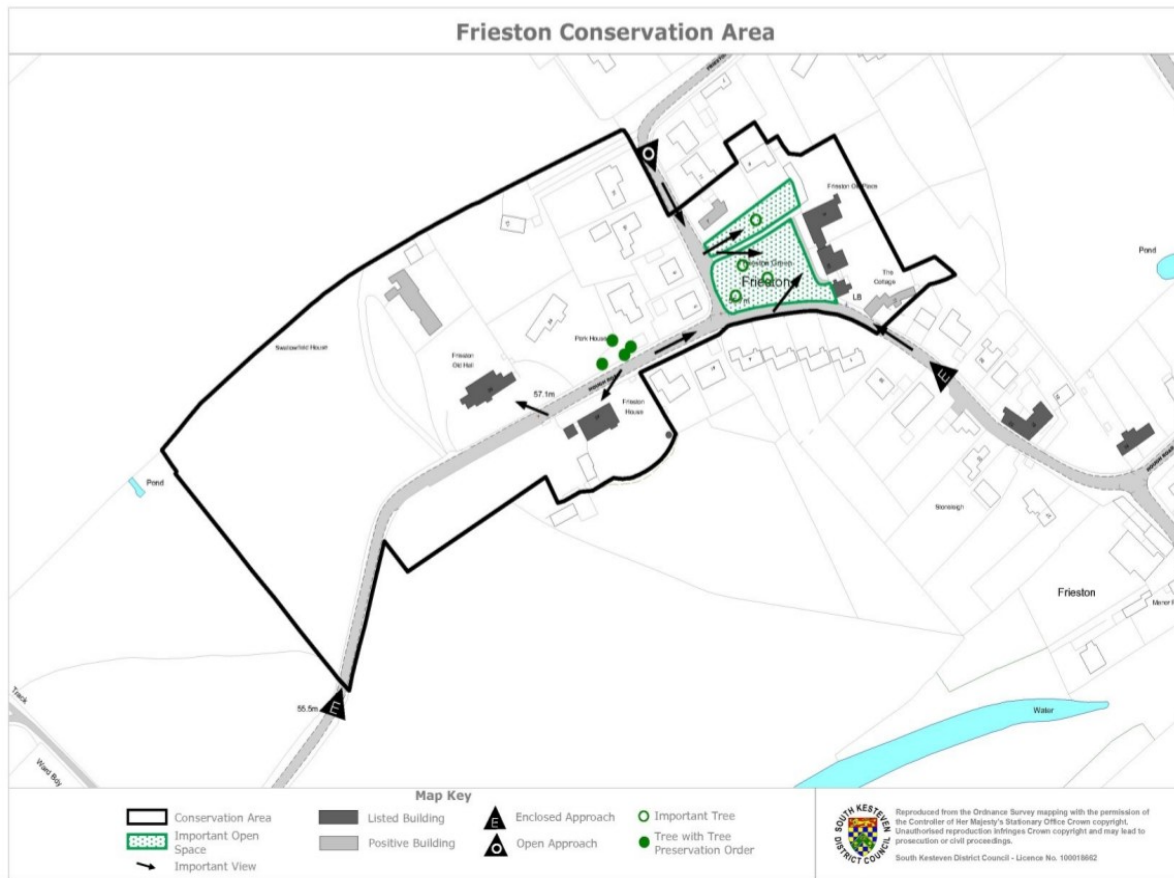 Frieston Conservation Area
O
Frieston Old Place
Frieston Green
Frieston
The
Cottage
LB
Pond
E
Swallowfield House
Park House
Frieston
Old Hall
57.1m
Frieston
House
Pond
Stoneleigh
Frieston
E
55.5m
Track
Ward Bdy
Water
Map Key
Conservation Area
Important Open
Space
Important View
Listed Building
Positive Building
E
Enclosed Approach
O
Open Approach
Important Tree
Tree with Tree
Preservation Order
SOUTH KESTEVEN
DISTRICT COUNCIL
Reproduced from the Ordnance Survey mapping with the permission of
the Controller of Her Majesty's Stationary Office Crown copyright.
Unauthorised reproduction infringes Crown copyright and may lead to
prosecution or civil proceedings.
South Kesteven District Council - Licence No. 100018662